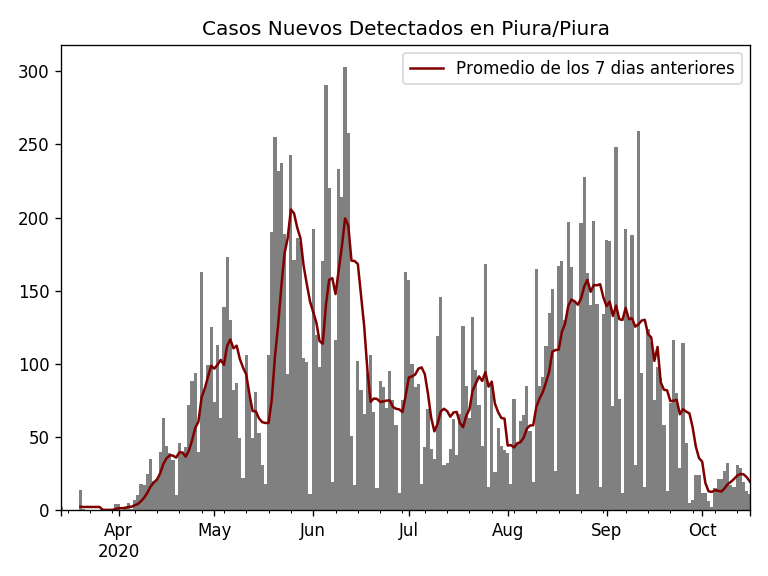 Casos Nuevos Detectados en Piura/Piura
Promedio de los 7 dias anteriores
300
250
200
150
100
50
0
Apr
2020
May
Jun
Jul
Aug
Sep
Oct